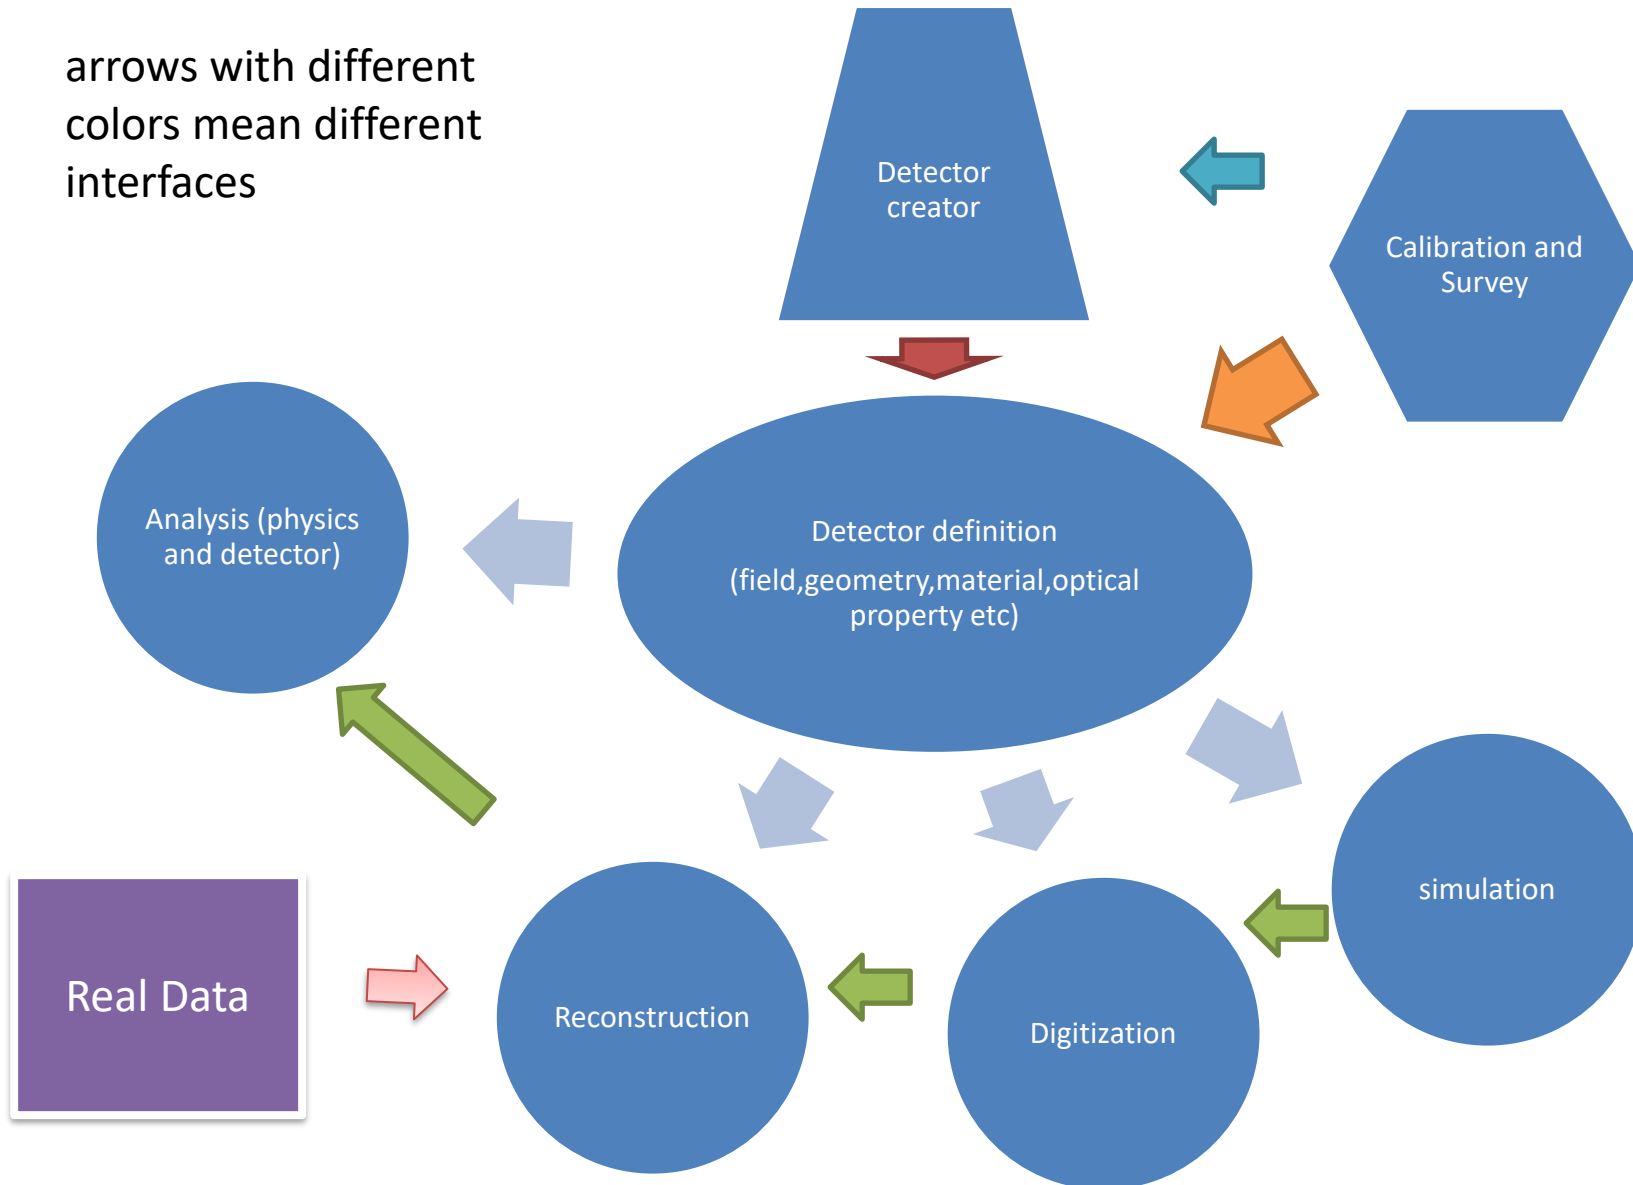 arrows with different
colors mean different
interfaces
Detector
creator
Calibration and
Survey
Analysis (physics
and detector)
Detector definition
(field,geometry,material,optical
property etc)
simulation
Real Data
Reconstruction
Digitization